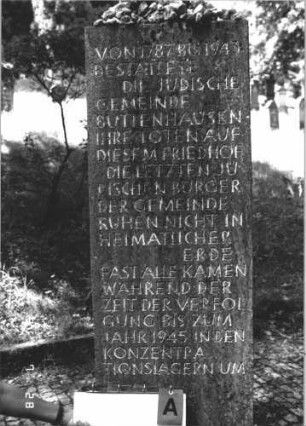 VON 1787 BIS 1943
BESTATTETE
DIE JÜDISCHE
GEMEINDE
BUTTENHAUSEN
IHRE TOTEN AUF
DIESEM FRIEDHOF
DIE LETZTEN JÜ
DISCHEN BÜRGER
DER GEMEINDE
RUHEN NICHT IN
HEIMATLICHER
ERDE
FAST ALLE KAMEN
WÄHREND DER
ZEIT DER VERFOL
GUNG BIS ZUM
JAHR 1945 IN DEN
KONZENTRA
TIONSLAGERN UM
A